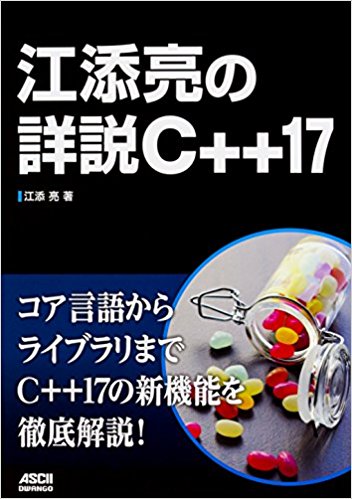 江添亮の
詳説C++17
江添 亮 著
コア言語から
ライブラリまで
C++17の新機能を
徹底解説!
ASCII
DWANGO